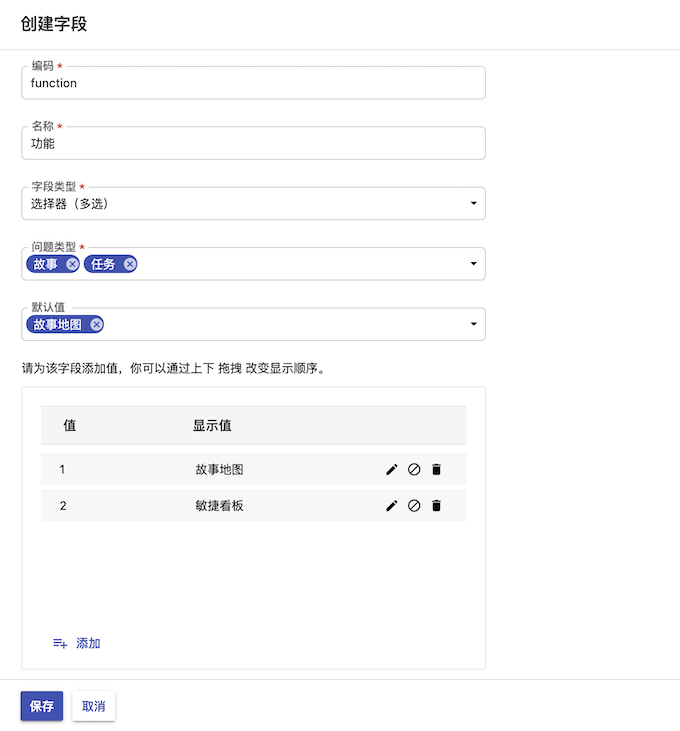 创建字段
编码 *
function
名称 *
功能
字段类型 *
选择器（多选）
问题类型 *
故事 任务
默认值
故事地图
请为该字段添加值，你可以通过上下 拖拽 改变显示顺序。
值 显示值
1 故事地图
2 敏捷看板
添加
保存 取消